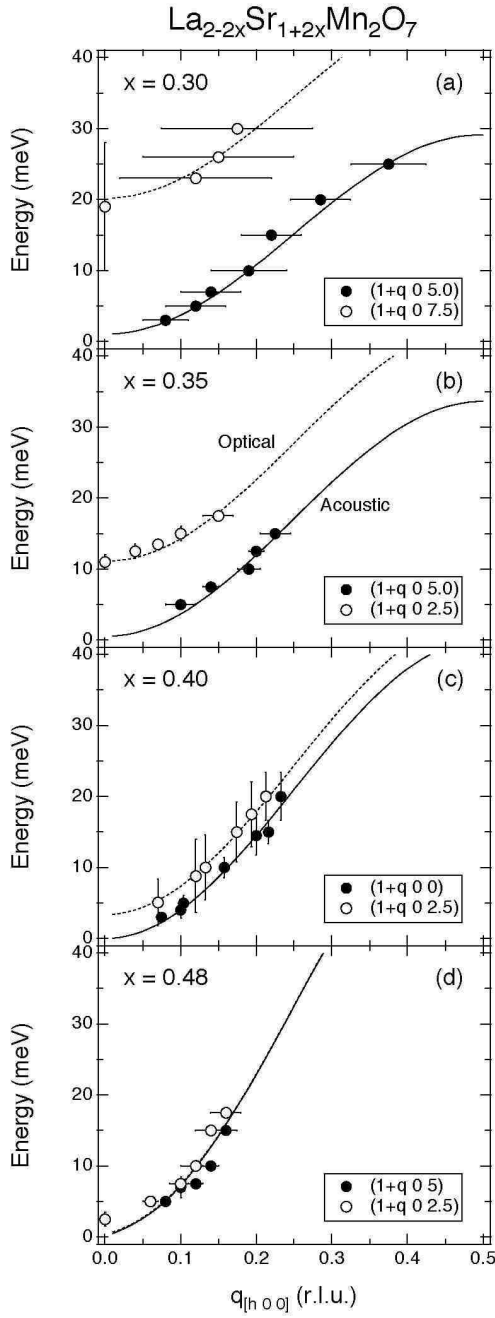 La2-2xSr1+2xMn2O7
40
x = 0.30
(a)
30
20
10
0
Energy (meV)
(1+q 0 5.0)
(1+q 0 7.5)
40
x = 0.35
(b)
30
20
10
0
Energy (meV)
Optical
Acoustic
(1+q 0 5.0)
(1+q 0 2.5)
40
x = 0.40
(c)
30
20
10
0
Energy (meV)
(1+q 0 0)
(1+q 0 2.5)
40
x = 0.48
(d)
30
20
10
0
Energy (meV)
(1+q 0 5)
(1+q 0 2.5)
0.0 0.1 0.2 0.3 0.4 0.5
q[h 0 0] (r.l.u.)